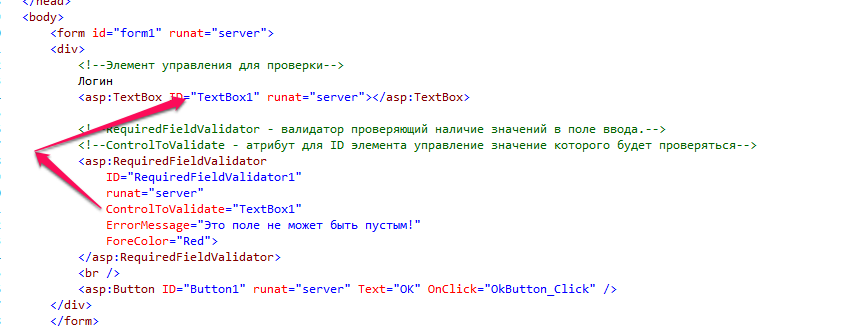 </head>
<body>
<form id="form1" runat="server">
<div>
<!--Элемент управления для проверки-->
Логин
<asp:TextBox ID="TextBox1" runat="server"></asp:TextBox>
<!--RequiredFieldValidator - валидатор проверяющий наличие значений в поле ввода.-->
<!--ControlToValidate - атрибут для ID элемента управление значение которого будет проверяться-->
<asp:RequiredFieldValidator
ID="RequiredFieldValidator1"
runat="server"
ControlToValidate="TextBox1"
ErrorMessage="Это поле не может быть пустым!"
ForeColor="Red">
</asp:RequiredFieldValidator>
<br />
<asp:Button ID="Button1" runat="server" Text="OK" OnClick="OkButton_Click" />
</div>
</form>